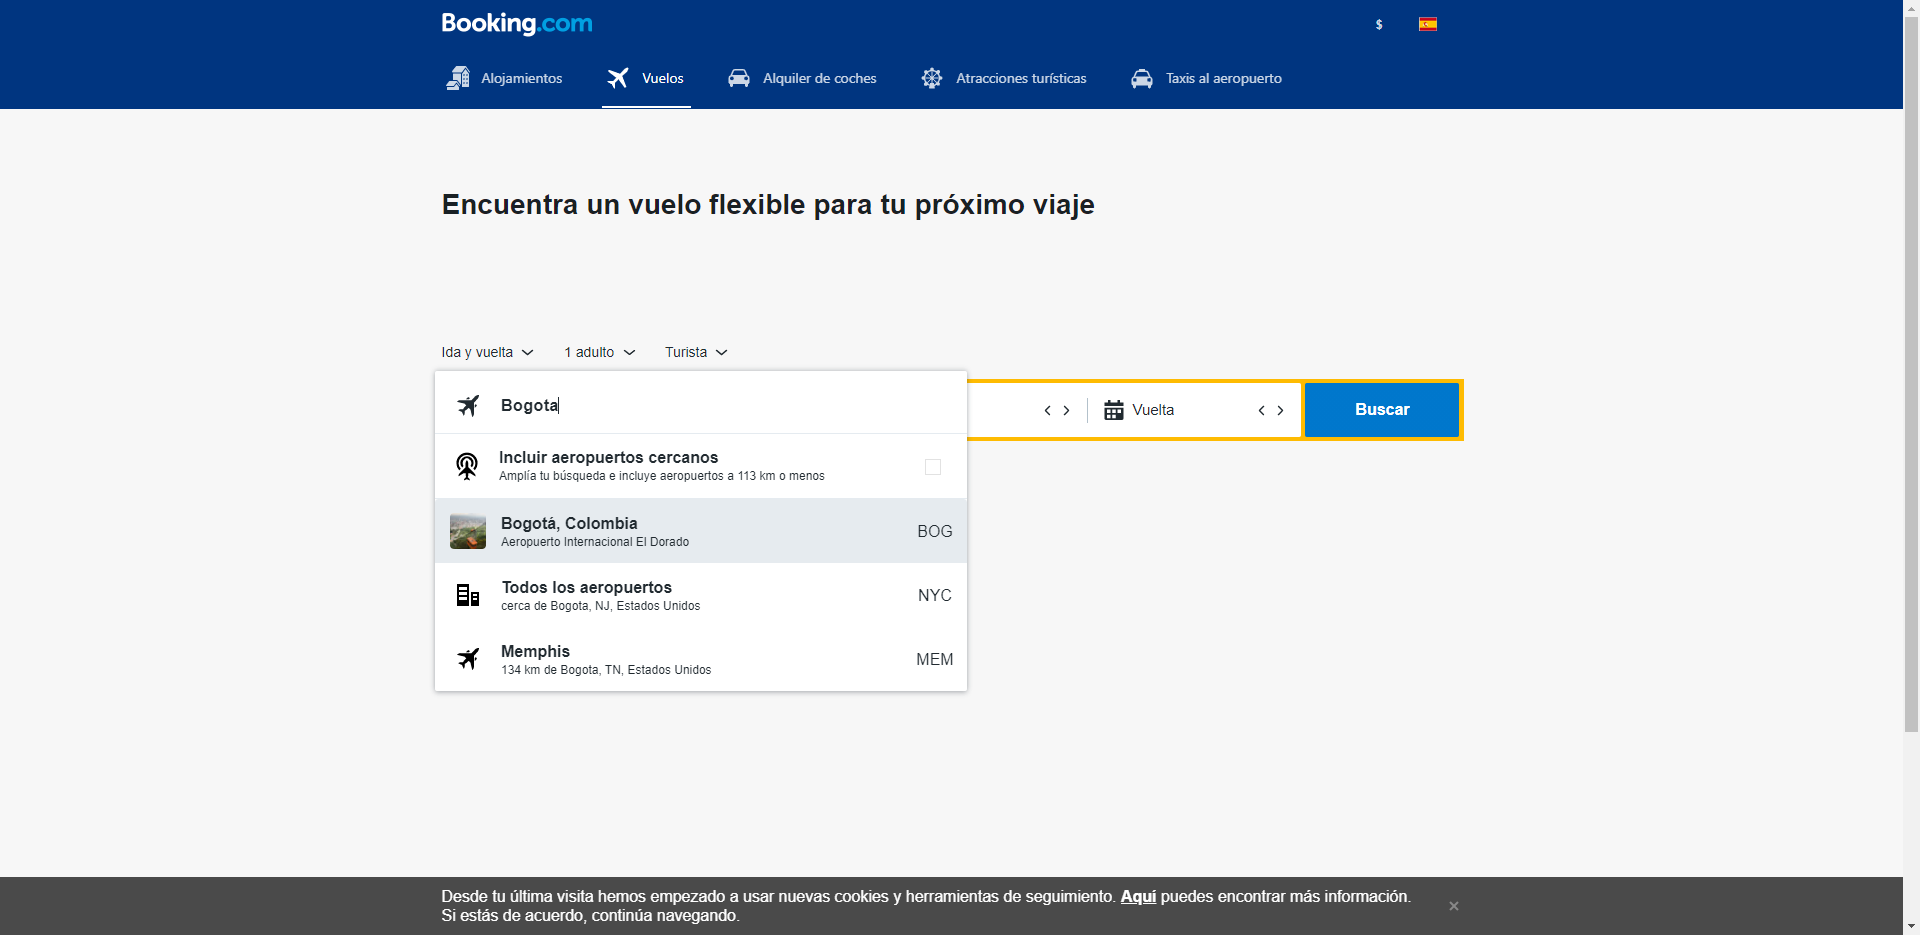 Booking.com
$
Alojamientos
Vuelos
Alquiler de coches
Atracciones turísticas
Taxis al aeropuerto
Encuentra un vuelo flexible para tu próximo viaje
Ida y vuelta
1 adulto
Turista
Bogota
Vuelta
Buscar
Incluir aeropuertos cercanos
Amplía tu búsqueda e incluye aeropuertos a 113 km o menos
Bogotá, Colombia
Aeropuerto Internacional El Dorado
BOG
Todos los aeropuertos
cerca de Bogota, NJ, Estados Unidos
NYC
Memphis
134 km de Bogota, TN, Estados Unidos
MEM
Desde tu última visita hemos empezado a usar nuevas cookies y herramientas de seguimiento. Aquí puedes encontrar más información.
Si estás de acuerdo, continúa navegando.